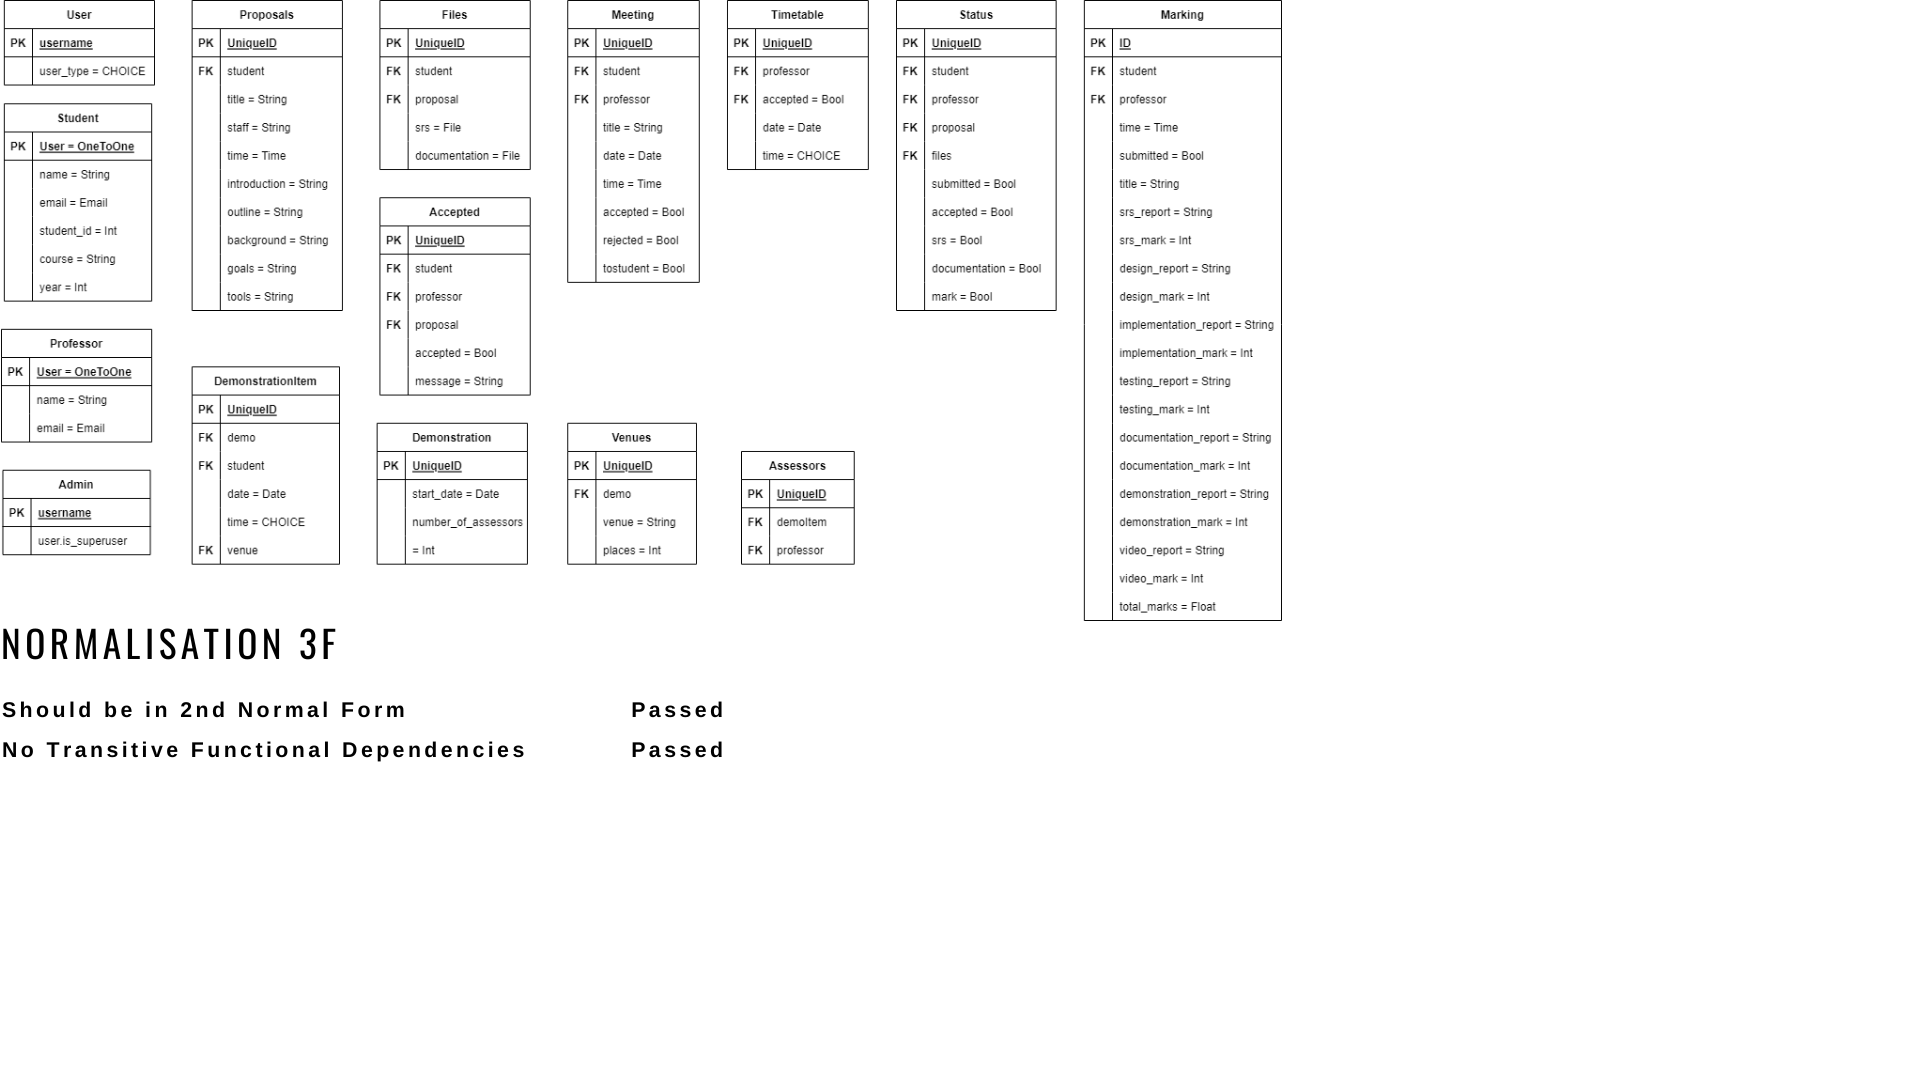 User
PK username
user_type = CHOICE
Student
PK User = OneToOne
name = String
email = Email
student_id = Int
course = String
year = Int
Professor
PK User = OneToOne
name = String
email = Email
Admin
PK username
user.is_superuser
Proposals
PK UniqueID
FK student
title = String
staff = String
time = Time
introduction = String
outline = String
background = String
goals = String
tools = String
DemonstrationItem
PK UniqueID
FK demo
FK student
date = Date
time = CHOICE
FK venue
Files
PK UniqueID
FK student
FK proposal
srs = File
documentation = File
Accepted
PK UniqueID
FK student
FK professor
FK proposal
accepted = Bool
message = String
Demonstration
PK UniqueID
start_date = Date
number_of_assessors
= Int
Meeting
PK UniqueID
FK student
FK professor
title = String
date = Date
time = Time
accepted = Bool
rejected = Bool
tostudent = Bool
Venues
PK UniqueID
FK demo
venue = String
places = Int
Timetable
PK UniqueID
FK professor
FK accepted = Bool
date = Date
time = CHOICE
Assessors
PK UniqueID
FK demoItem
FK professor
Status
PK UniqueID
FK student
FK professor
FK proposal
FK files
submitted = Bool
accepted = Bool
srs = Bool
documentation = Bool
mark = Bool
Marking
PK ID
FK student
FK professor
time = Time
submitted = Bool
title = String
srs_report = String
srs_mark = Int
design_report = String
design_mark = Int
implementation_report = String
implementation_mark = Int
testing_report = String
testing_mark = Int
documentation_report = String
documentation_mark = Int
demonstration_report = String
demonstration_mark = Int
video_report = String
video_mark = Int
total_marks = Float
NORMALISATION 3F
Should be in 2nd Normal Form Passed
No Transitive Functional Dependencies Passed